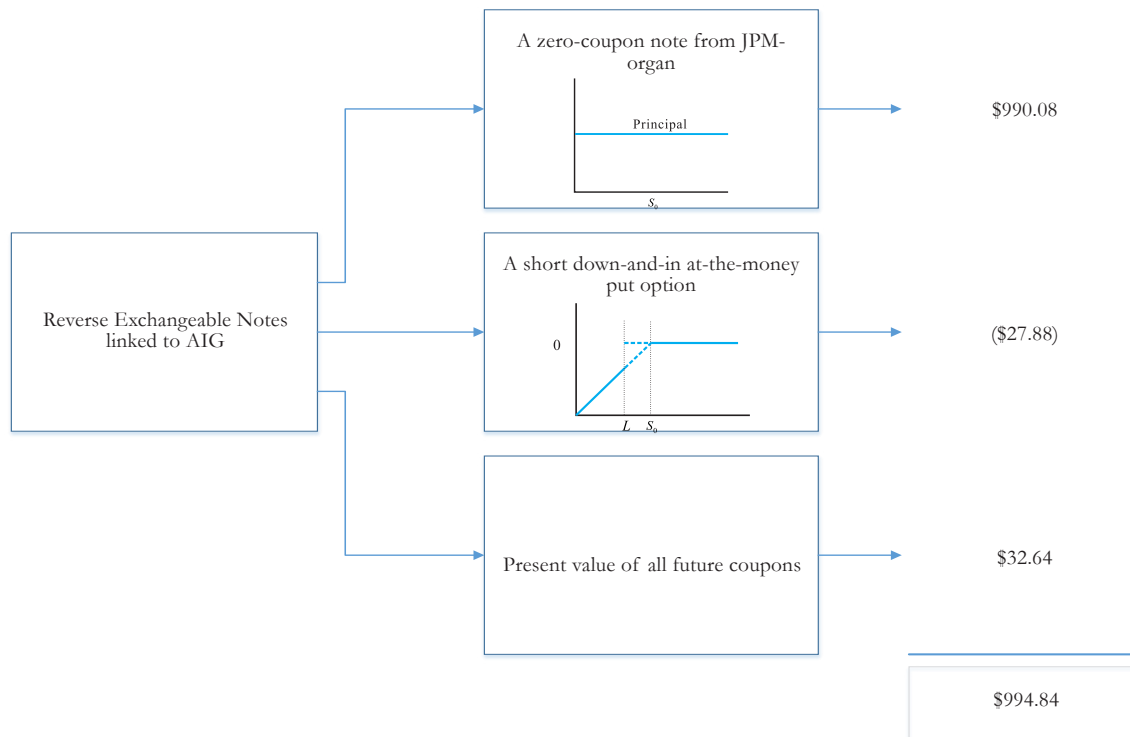 Reverse Exchangeable Notes
linked to AIG
A zero-coupon note from JPM-
organ
Principal
S₀
$990.08
A short down-and-in at-the-money
put option
0
L S₀
($27.88)
Present value of all future coupons
$32.64
$994.84